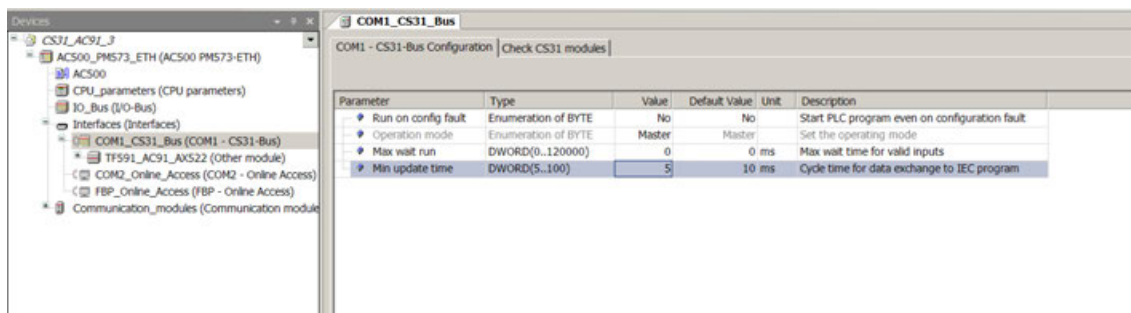 Devices
CS31_AC91_3
AC500_PM573_ETH (AC500 PM573-ETH)
AC500
CPU_parameters (CPU parameters)
IO_Bus (I/O-Bus)
Interfaces (Interfaces)
COM1_CS31_Bus (COM1 - CS31-Bus)
TF591_AC91_AX522 (Other module)
COM2_Online_Access (COM2 - Online Access)
FBP_Online_Access (FBP - Online Access)
Communication_modules (Communication module
COM1_CS31_Bus
COM1 - CS31-Bus Configuration Check CS31 modules
Parameter Type Value Default Value Unit Description
Run on config fault Enumeration of BYTE No No Start PLC program even on configuration fault
Operation mode Enumeration of BYTE Master Master Set the operating mode
Max wait run DWORD(0..120000) 0 0 ms Max wait time for valid inputs
Min update time DWORD(5..100) 5 10 ms Cycle time for data exchange to IEC program